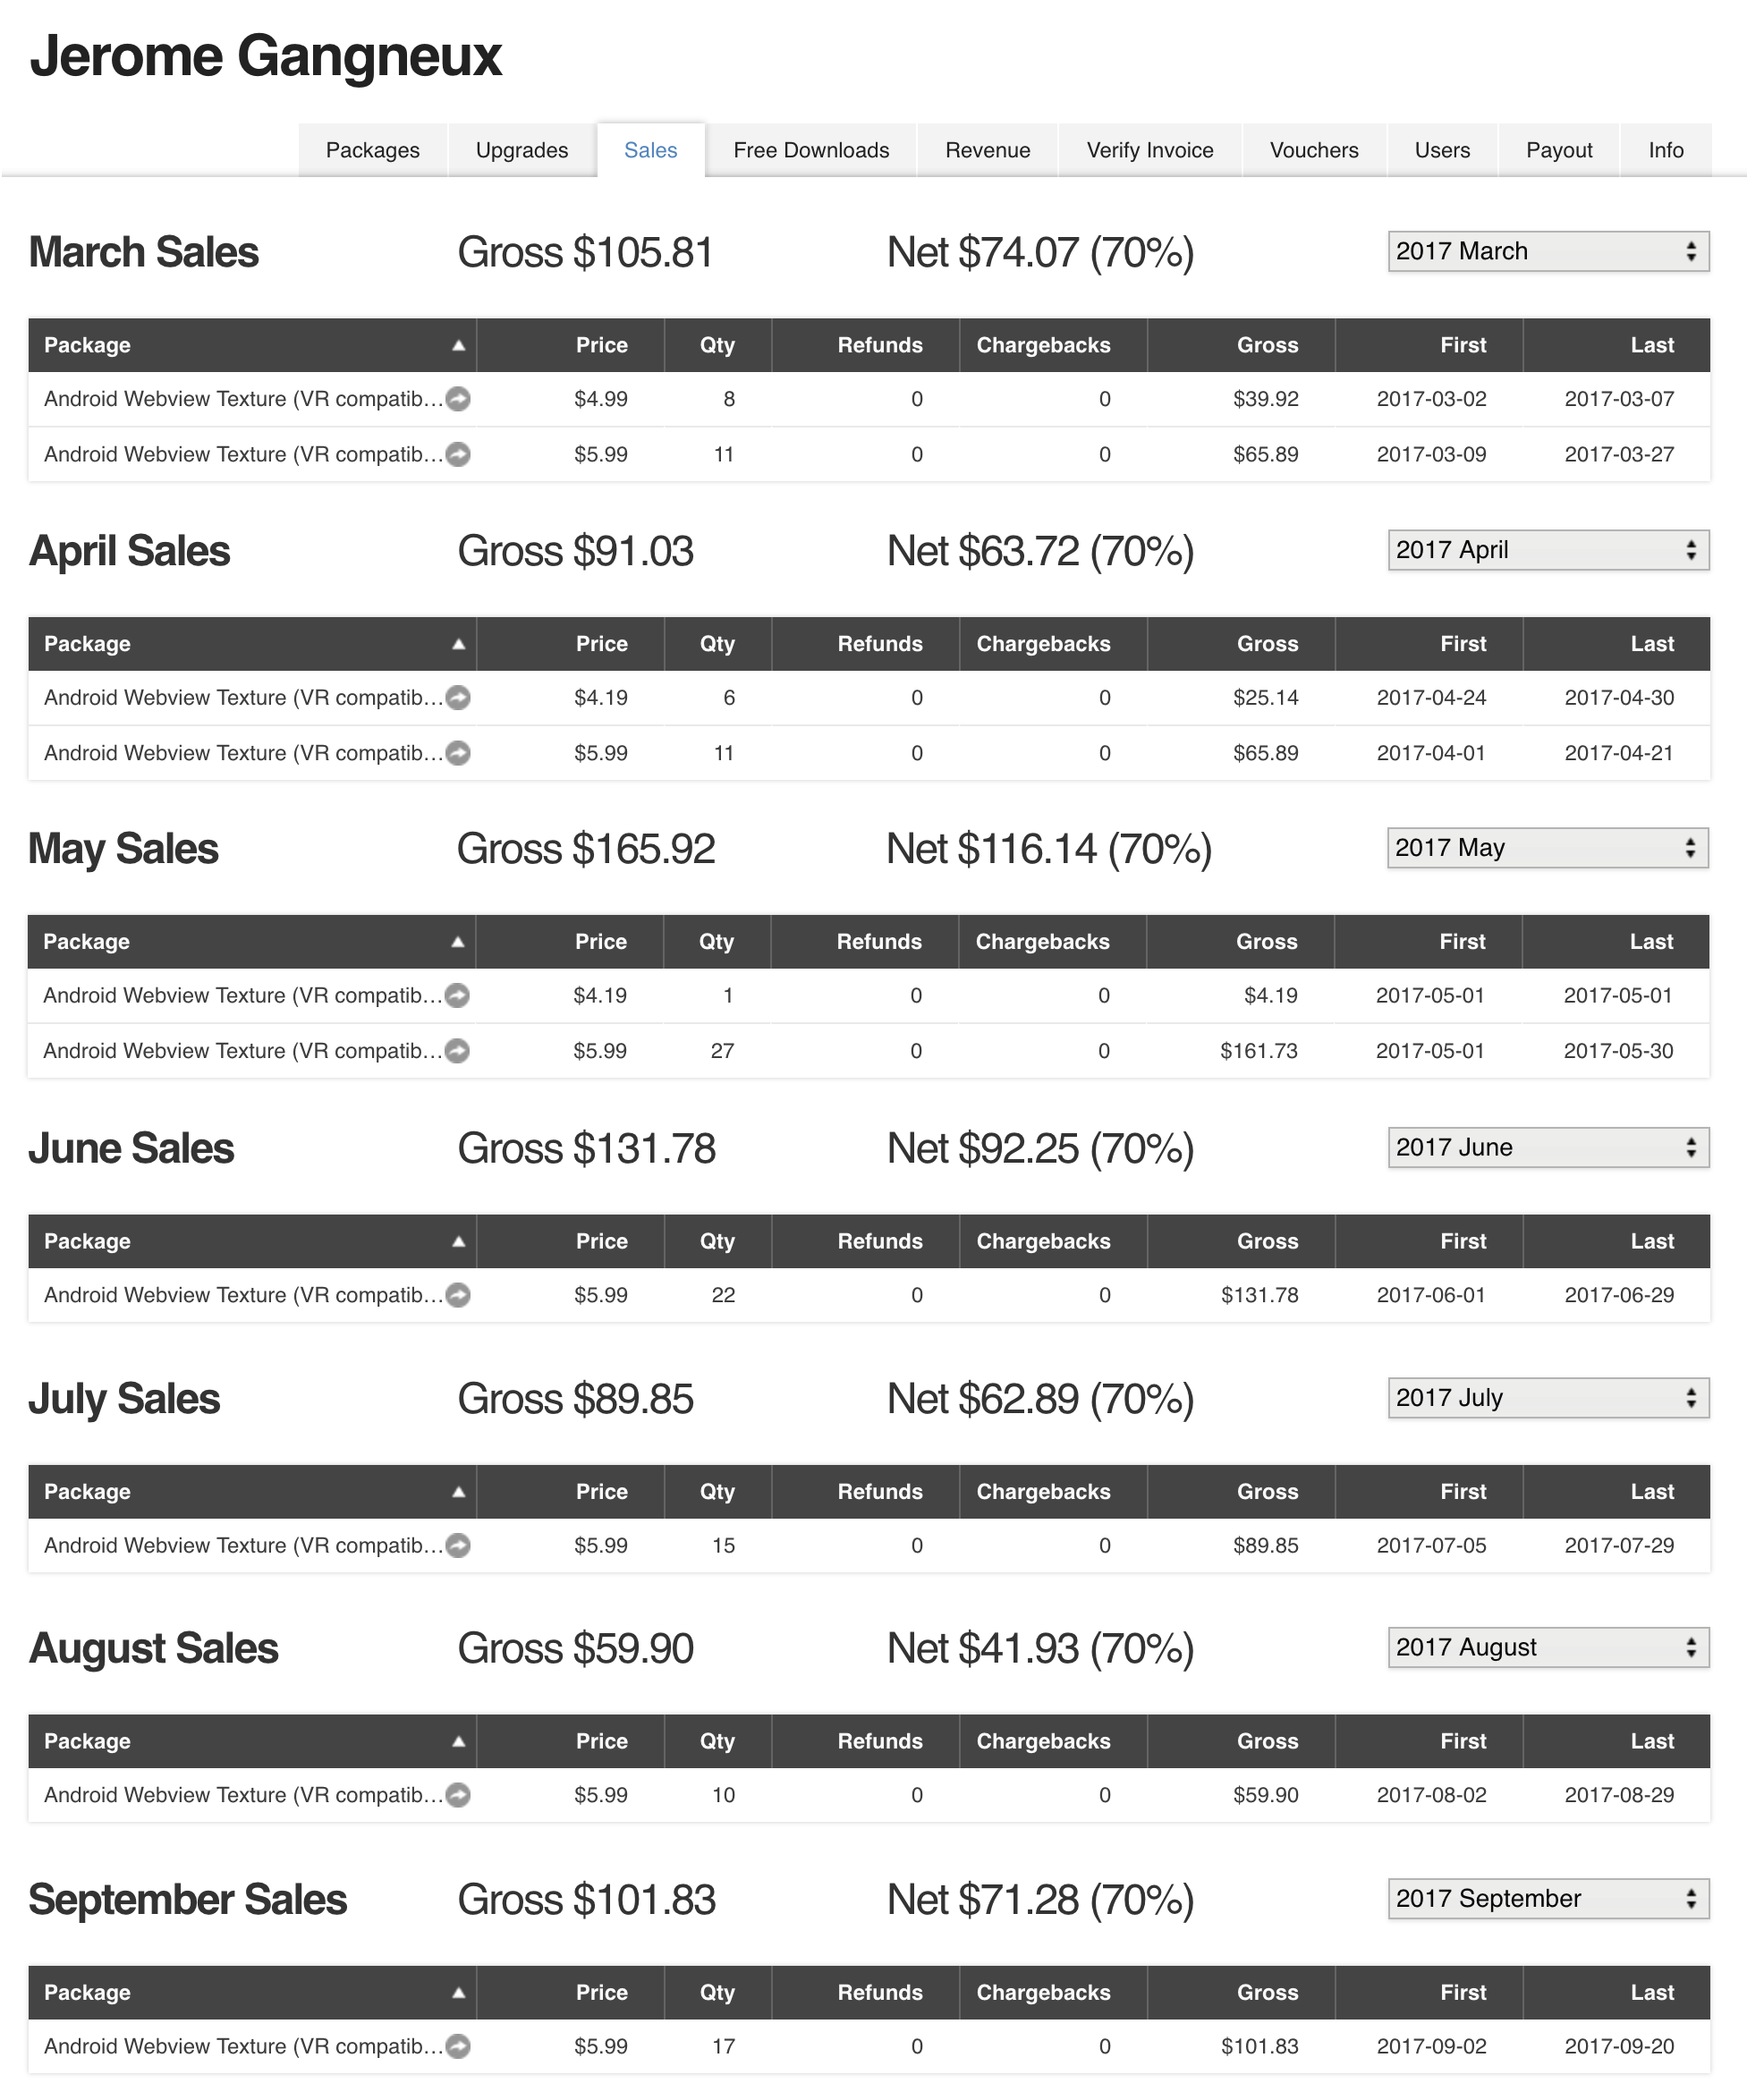 Jerome Gangneux
Packages Upgrades Sales Free Downloads Revenue Verify Invoice Vouchers Users Payout Info
March Sales Gross $105.81 Net $74.07 (70%) 2017 March
Package Price Qty Refunds Chargebacks Gross First Last
Android Webview Texture (VR compatib... $4.99 8 0 0 $39.92 2017-03-02 2017-03-07
Android Webview Texture (VR compatib... $5.99 11 0 0 $65.89 2017-03-09 2017-03-27
April Sales Gross $91.03 Net $63.72 (70%) 2017 April
Package Price Qty Refunds Chargebacks Gross First Last
Android Webview Texture (VR compatib... $4.19 6 0 0 $25.14 2017-04-24 2017-04-30
Android Webview Texture (VR compatib... $5.99 11 0 0 $65.89 2017-04-01 2017-04-21
May Sales Gross $165.92 Net $116.14 (70%) 2017 May
Package Price Qty Refunds Chargebacks Gross First Last
Android Webview Texture (VR compatib... $4.19 1 0 0 $4.19 2017-05-01 2017-05-01
Android Webview Texture (VR compatib... $5.99 27 0 0 $161.73 2017-05-01 2017-05-30
June Sales Gross $131.78 Net $92.25 (70%) 2017 June
Package Price Qty Refunds Chargebacks Gross First Last
Android Webview Texture (VR compatib... $5.99 22 0 0 $131.78 2017-06-01 2017-06-29
July Sales Gross $89.85 Net $62.89 (70%) 2017 July
Package Price Qty Refunds Chargebacks Gross First Last
Android Webview Texture (VR compatib... $5.99 15 0 0 $89.85 2017-07-05 2017-07-29
August Sales Gross $59.90 Net $41.93 (70%) 2017 August
Package Price Qty Refunds Chargebacks Gross First Last
Android Webview Texture (VR compatib... $5.99 10 0 0 $59.90 2017-08-02 2017-08-29
September Sales Gross $101.83 Net $71.28 (70%) 2017 September
Package Price Qty Refunds Chargebacks Gross First Last
Android Webview Texture (VR compatib... $5.99 17 0 0 $101.83 2017-09-02 2017-09-20